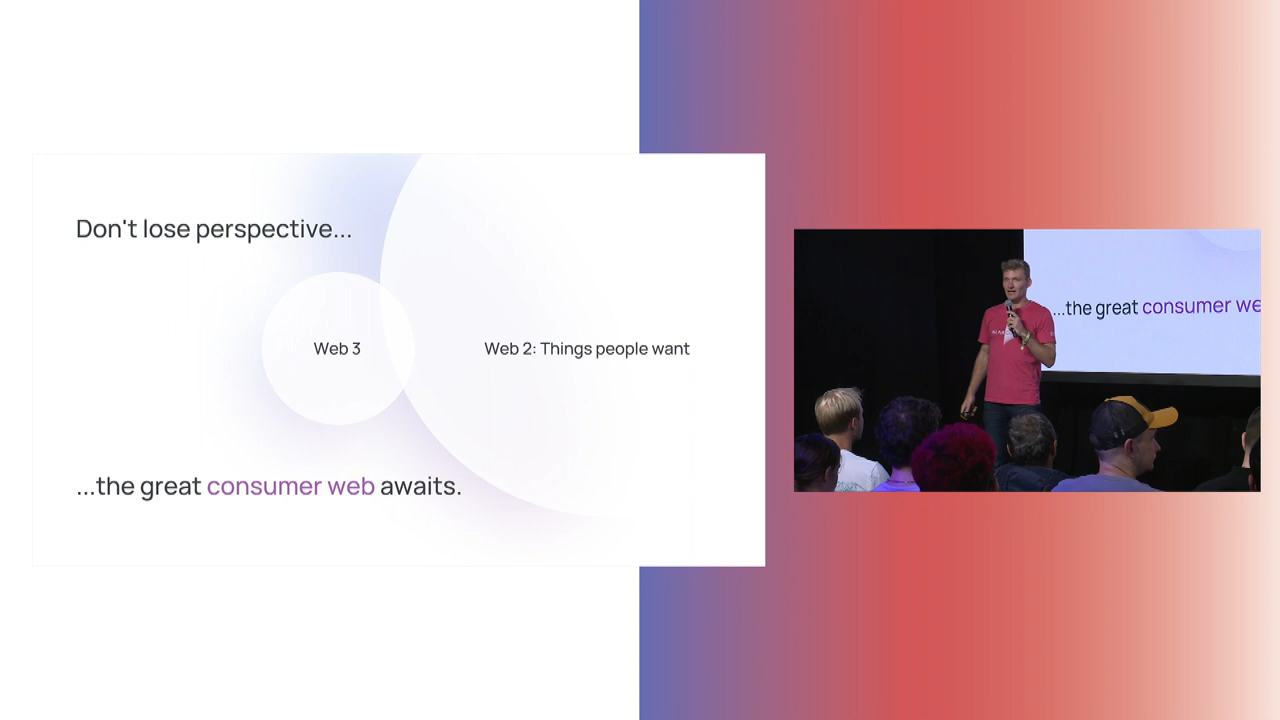 Don't lose perspective...
Web 3
Web 2: Things people want
...the great consumer web awaits.
...the great consumer we